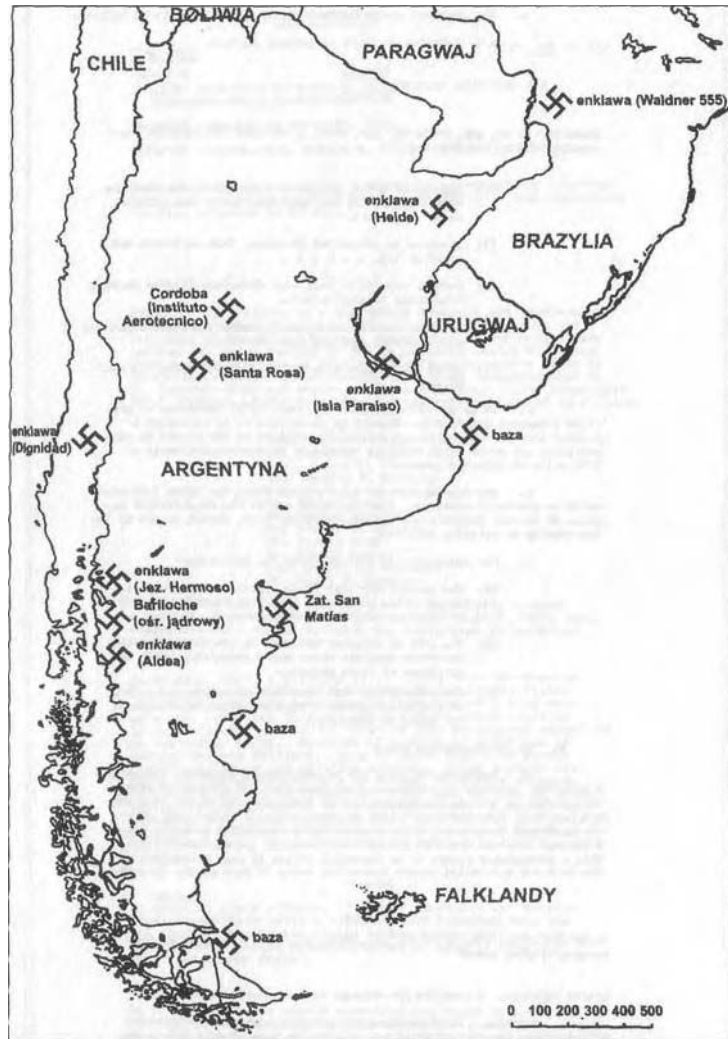 BOLIWIA
PARAGWAJ
CHILE
enklawa (Waldner 555)
enklawa
(Heide)
BRAZYLIA
Cordoba
(Instituto
Aerotecnico)
URUGWAJ
enklawa
(Santa Rosa)
enklawa
(Isla Paraiso)
enklawa
(Dignidad)
baza
ARGENTYNA
enklawa
(Jez. Hermoso)
Bariloche
(ośr. jądrowy)
enklawa
(Aldea)
Zat. San
Matias
baza
FALKLANDY
baza
0 100 200 300 400 500